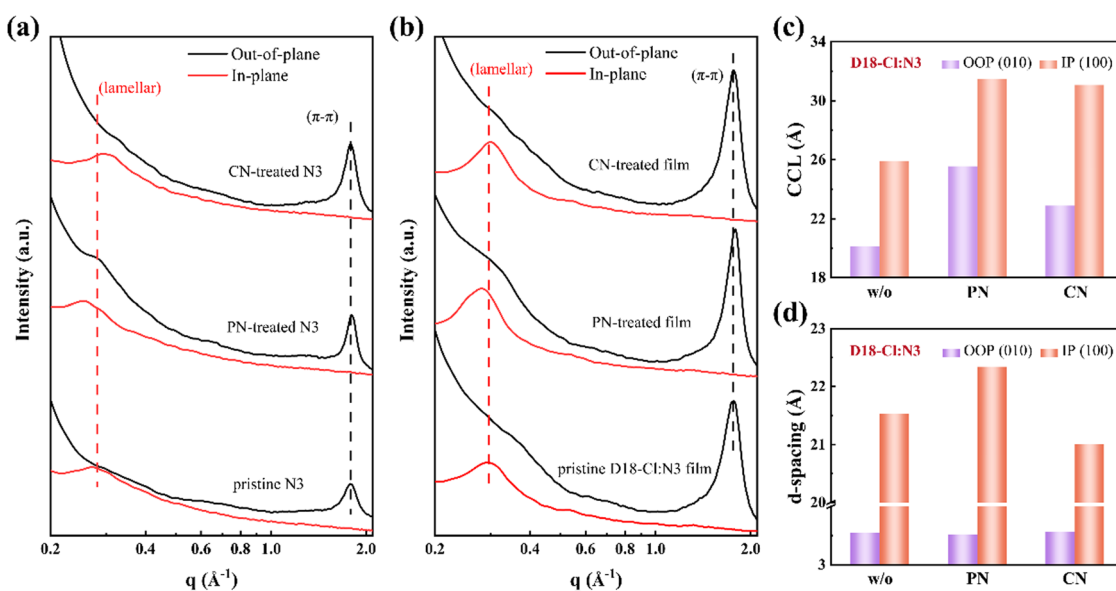 (a)
Out-of-plane
In-plane
(lamellar)
(π-π)
CN-treated N3
PN-treated N3
pristine N3
Intensity (a.u.)
0.2
0.4
0.6
1.0
2.0
q (Å⁻¹)
(b)
Out-of-plane
In-plane
(lamellar)
(π-π)
CN-treated film
PN-treated film
pristine D18-Cl:N3 film
Intensity (a.u.)
0.2
0.4
0.6
1.0
2.0
q (Å⁻¹)
(c)
D18-Cl:N3 OOP (010) IP (100)
CCL (Å)
34
30
26
22
18
w/o PN CN
(d)
D18-Cl:N3 OOP (010) IP (100)
d-spacing (Å)
23
22
21
20
3
w/o PN CN